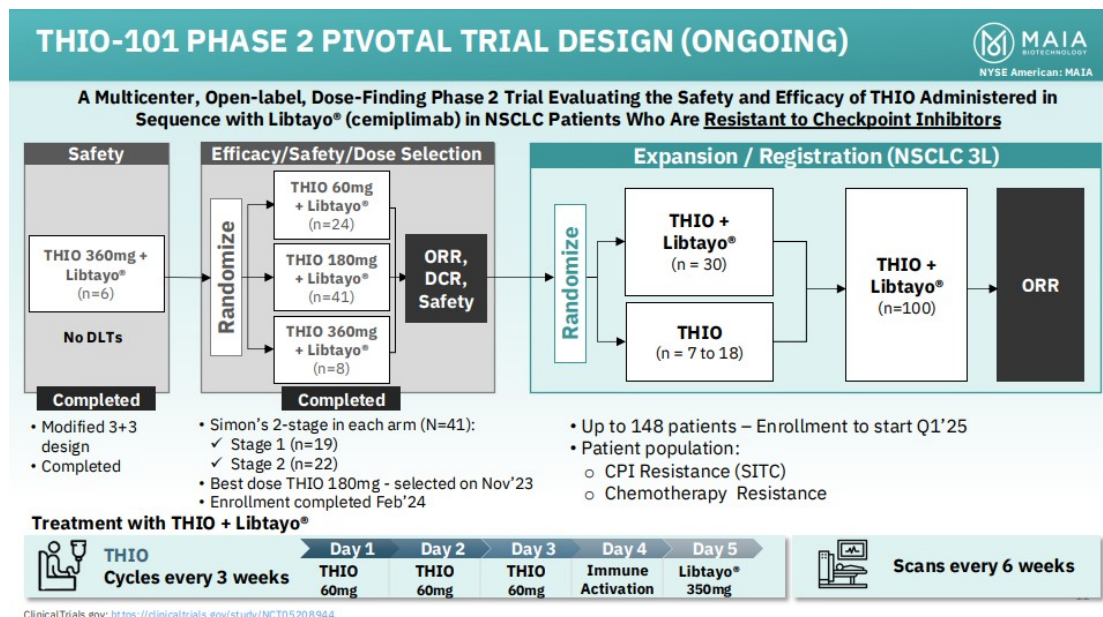 THIO-101 PHASE 2 PIVOTAL TRIAL DESIGN (ONGOING)
MAIA
BIOTECHNOLOGY
NYSE American: MAIA
A Multicenter, Open-label, Dose-Finding Phase 2 Trial Evaluating the Safety and Efficacy of THIO Administered in
Sequence with Libtayo® (cemiplimab) in NSCLC Patients Who Are Resistant to Checkpoint Inhibitors
Safety
THIO 360mg +
Libtayo®
(n=6)
No DLTs
Completed
• Modified 3+3
design
• Completed
Efficacy/Safety/Dose Selection
Randomize
THIO 60mg
+ Libtayo®
(n=24)
THIO 180mg
+ Libtayo®
(n=41)
THIO 360mg
+ Libtayo®
(n=8)
ORR,
DCR,
Safety
Completed
• Simon's 2-stage in each arm (N=41):
✓ Stage 1 (n=19)
✓ Stage 2 (n=22)
• Best dose THIO 180mg - selected on Nov'23
• Enrollment completed Feb'24
Expansion / Registration (NSCLC 3L)
Randomize
THIO +
Libtayo®
(n = 30)
THIO
(n = 7 to 18)
THIO +
Libtayo®
(n=100)
ORR
• Up to 148 patients – Enrollment to start Q1'25
• Patient population:
o CPI Resistance (SITC)
o Chemotherapy Resistance
Treatment with THIO + Libtayo®
THIO
Cycles every 3 weeks
Day 1
THIO
60mg
Day 2
THIO
60mg
Day 3
THIO
60mg
Day 4
Immune
Activation
Day 5
Libtayo®
350mg
Scans every 6 weeks
ClinicalTrials.gov: https://clinicaltrials.gov/study/NCT05208944